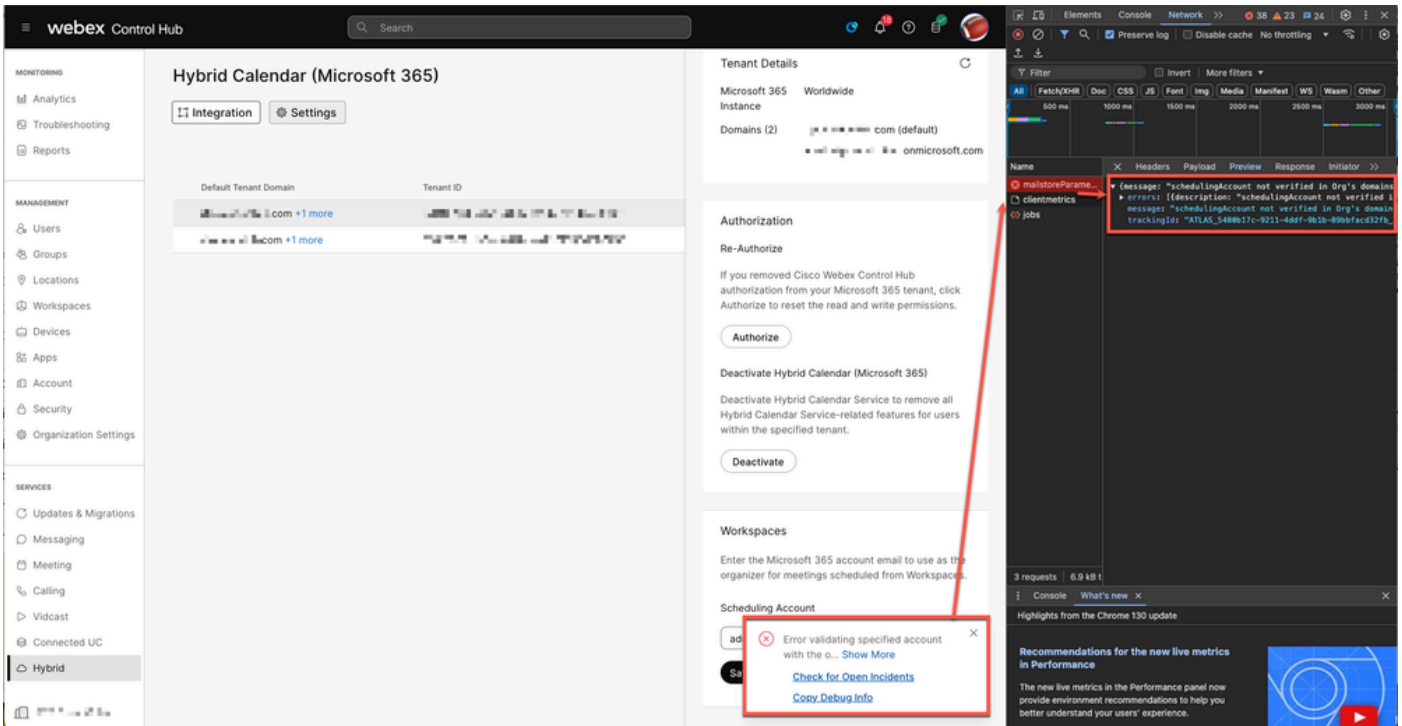 webex Control Hub
Search
18
MONITORING
Analytics
Troubleshooting
Reports
MANAGEMENT
Users
Groups
Locations
Workspaces
Devices
Apps
Account
Security
Organization Settings
SERVICES
Updates & Migrations
Messaging
Meeting
Calling
Vidcast
Connected UC
Hybrid
Hybrid Calendar (Microsoft 365)
Integration
Settings
Default Tenant Domain
Tenant ID
.com +1 more
com +1 more
Tenant Details
Microsoft 365 Worldwide
Instance
Domains (2) com (default)
onmicrosoft.com
Authorization
Re-Authorize
If you removed Cisco Webex Control Hub
authorization from your Microsoft 365 tenant, click
Authorize to reset the read and write permissions.
Authorize
Deactivate Hybrid Calendar (Microsoft 365)
Deactivate Hybrid Calendar Service to remove all
Hybrid Calendar Service-related features for users
within the specified tenant.
Deactivate
Workspaces
Enter the Microsoft 365 account email to use as the
organizer for meetings scheduled from Workspaces.
Scheduling Account
Error validating specified account
with the o... Show More
Check for Open Incidents
Copy Debug Info
Elements Console Network 38 23 24
Preserve log Disable cache No throttling
Filter Invert More filters
All Fetch/XHR Doc CSS JS Font Img Media Manifest WS Wasm Other
500 ms 1000 ms 1500 ms 2000 ms 2500 ms 3000 ms
Name Headers Payload Preview Response Initiator
mailstoreParame...
clientmetrics
jobs
{message: "schedulingAccount not verified in Org's domains
errors: [{description: "schedulingAccount not verified i
message: "schedulingAccount not verified in Org's domain
trackingId: "ATLAS_5480b17c-9211-4ddf-9b1b-89bbfacd32fb_
3 requests 6.9 kB t
Console What's new
Highlights from the Chrome 130 update
Recommendations for the new live metrics
in Performance
The new live metrics in the Performance panel now
provide environment recommendations to help you
better understand your users' experience.